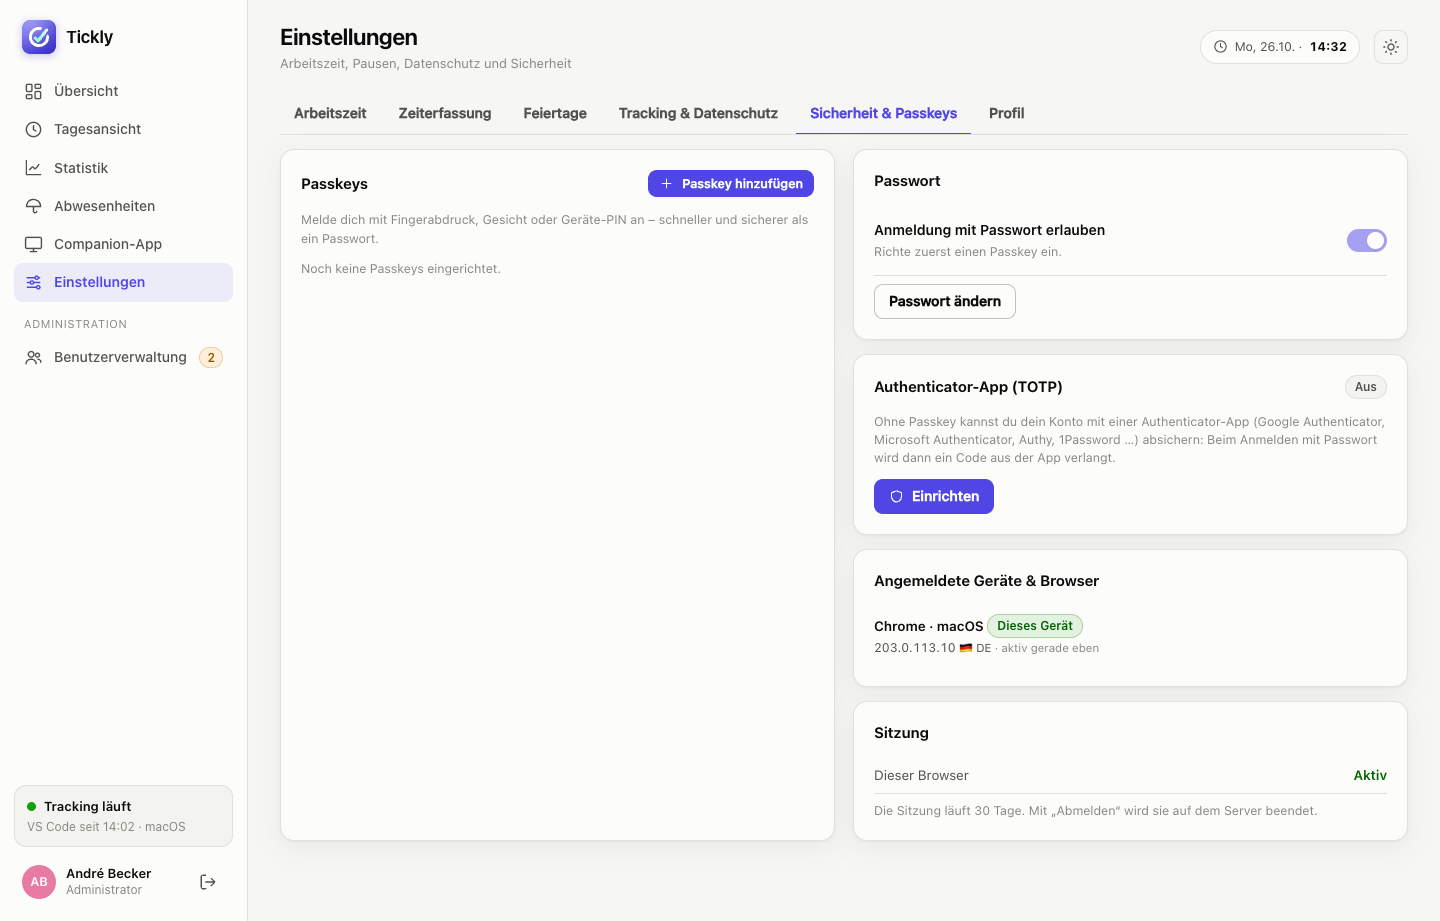 Tickly
Übersicht
Tagesansicht
Statistik
Abwesenheiten
Companion-App
Einstellungen
ADMINISTRATION
Benutzerverwaltung 2
Tracking läuft
VS Code seit 14:02 · macOS
AB
André Becker
Administrator
Einstellungen
Arbeitszeit, Pausen, Datenschutz und Sicherheit
Mo, 26.10. · 14:32
Arbeitszeit Zeiterfassung Feiertage Tracking & Datenschutz Sicherheit & Passkeys Profil
Passkeys
Passkey hinzufügen
Melde dich mit Fingerabdruck, Gesicht oder Geräte-PIN an – schneller und sicherer als
ein Passwort.
Noch keine Passkeys eingerichtet.
Passwort
Anmeldung mit Passwort erlauben
Richte zuerst einen Passkey ein.
Passwort ändern
Authenticator-App (TOTP)
Aus
Ohne Passkey kannst du dein Konto mit einer Authenticator-App (Google Authenticator,
Microsoft Authenticator, Authy, 1Password …) absichern: Beim Anmelden mit Passwort
wird dann ein Code aus der App verlangt.
Einrichten
Angemeldete Geräte & Browser
Chrome · macOS Dieses Gerät
203.0.113.10 🇩🇪 DE · aktiv gerade eben
Sitzung
Dieser Browser Aktiv
Die Sitzung läuft 30 Tage. Mit „Abmelden“ wird sie auf dem Server beendet.